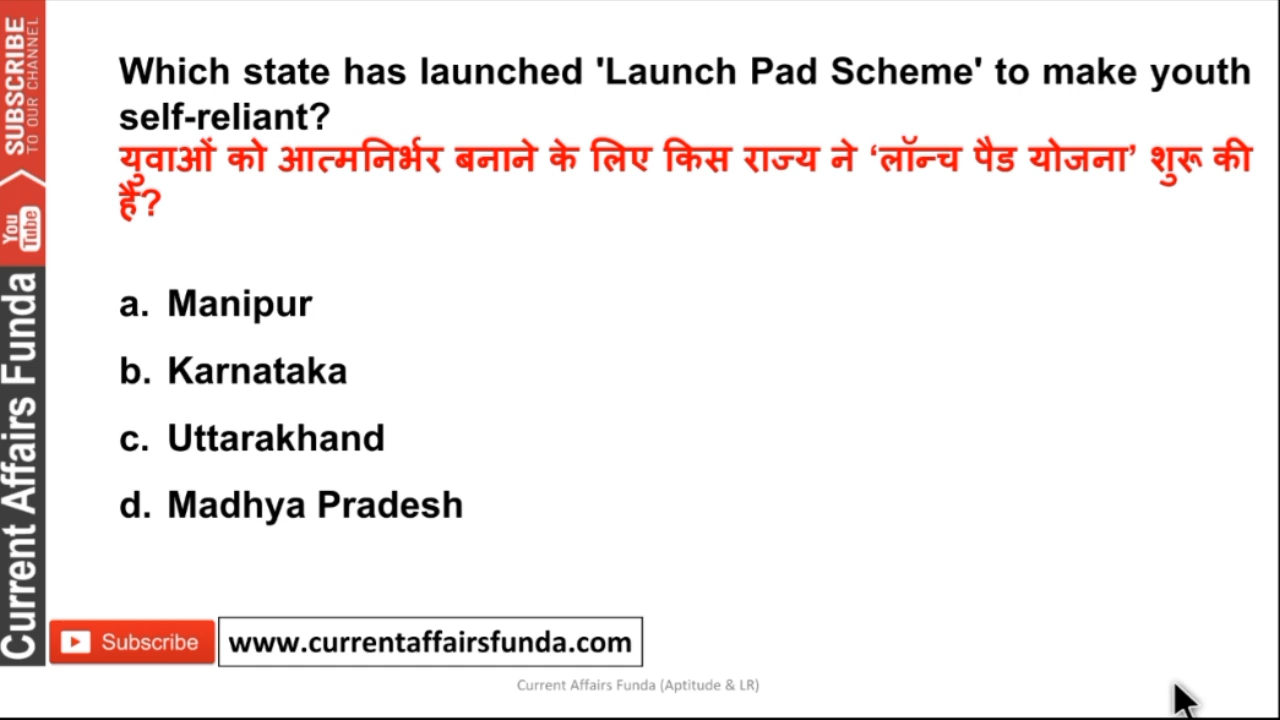 Which state has launched 'Launch Pad Scheme' to make youth
self-reliant?
युवाओं को आत्मनिर्भर बनाने के लिए किस राज्य ने ‘लॉन्च पैड योजना’ शुरू की
है?
a. Manipur
b. Karnataka
c. Uttarakhand
d. Madhya Pradesh
SUBSCRIBE
TO OUR CHANNEL
You
Tube
Current Affairs Funda
Subscribe
www.currentaffairsfunda.com
Current Affairs Funda (Aptitude & LR)